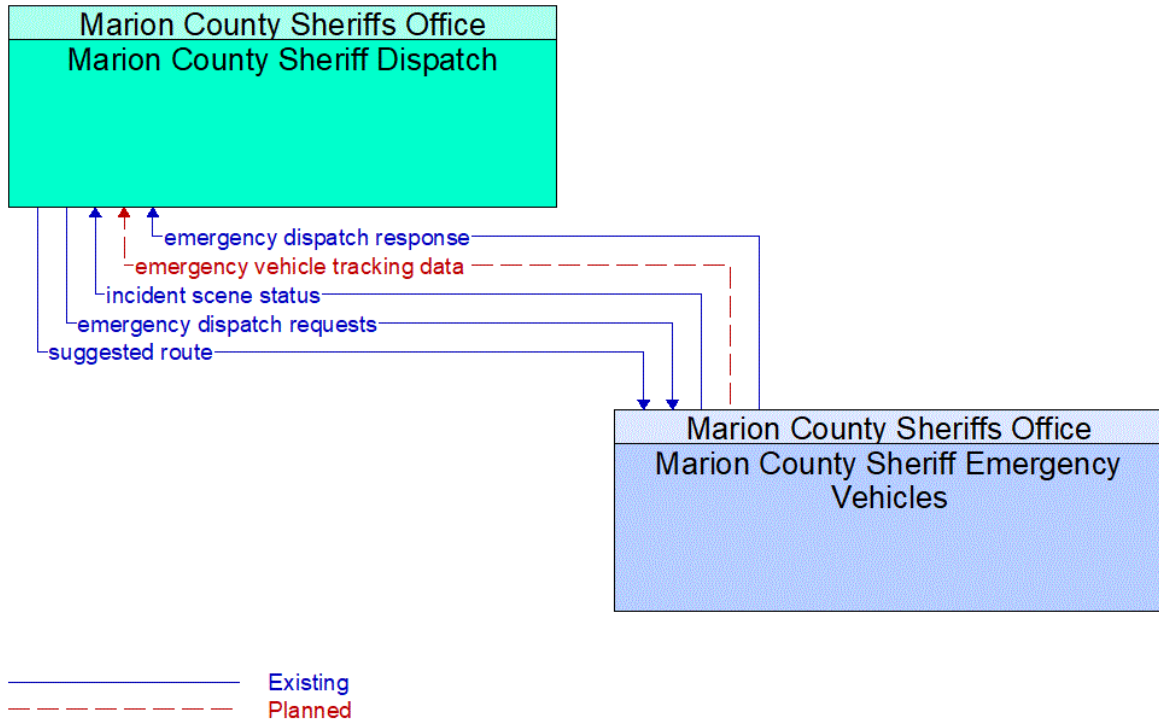 Marion County Sheriffs Office
Marion County Sheriff Dispatch
emergency dispatch response
emergency vehicle tracking data
incident scene status
emergency dispatch requests
suggested route
Marion County Sheriffs Office
Marion County Sheriff Emergency
Vehicles
Existing
Planned